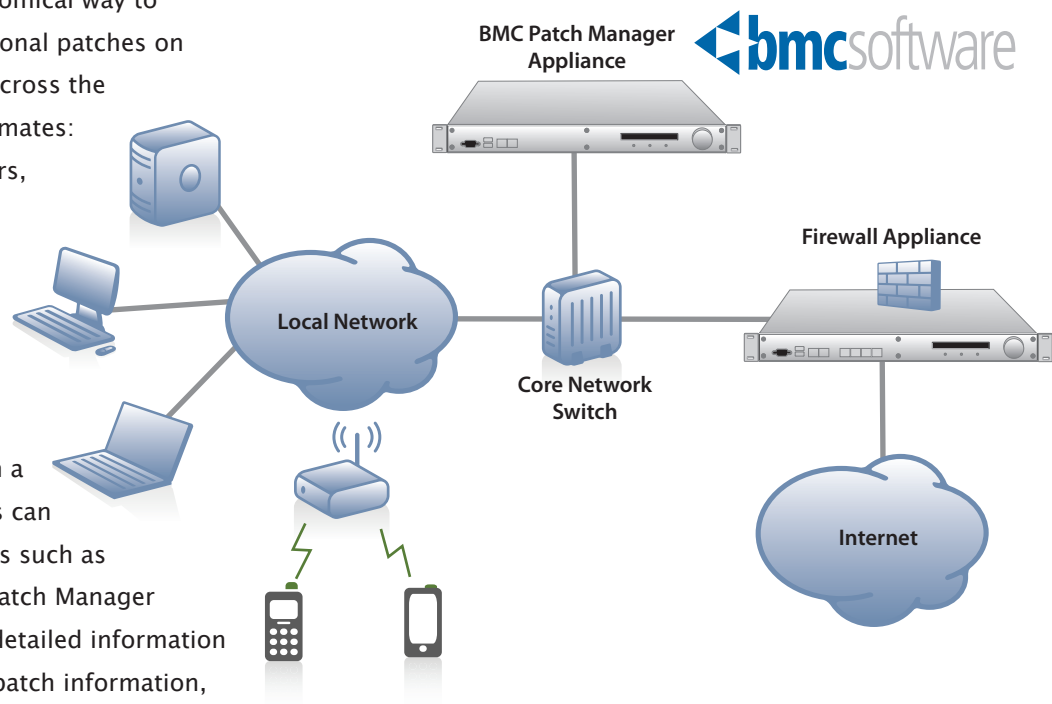 omical way to
onal patches on
cross the
mates:
rs,
n a
s can
s such as
atch Manager
detailed information
patch information,
BMC Patch Manager
Appliance
bmcsoftware
Firewall Appliance
Local Network
Core Network
Switch
Internet